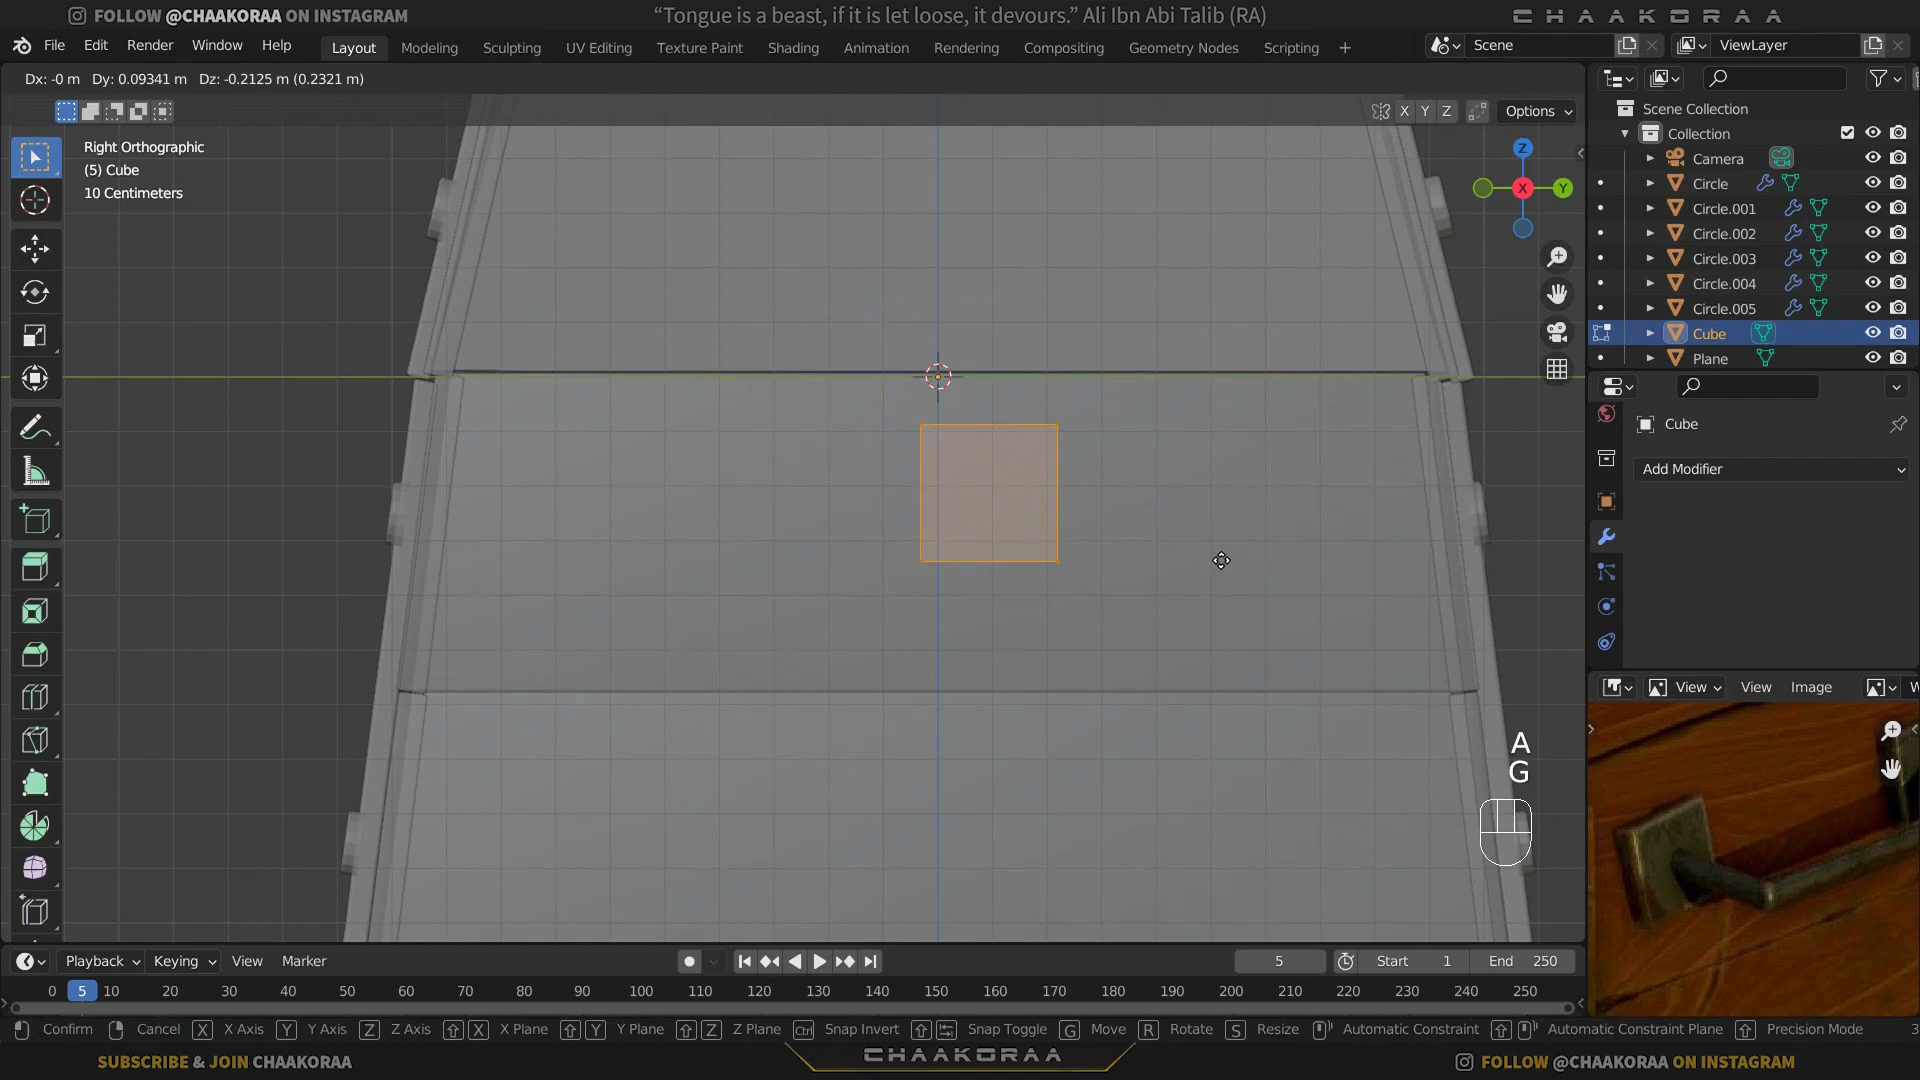 FOLLOW @CHAAKORAA ON INSTAGRAM
“Tongue is a beast, if it is let loose, it devours.” Ali Ibn Abi Talib (RA)
CHAAKORAA
File Edit Render Window Help
Layout Modeling Sculpting UV Editing Texture Paint Shading Animation Rendering Compositing Geometry Nodes Scripting
Scene
ViewLayer
Dx: -0 m Dy: 0.09341 m Dz: -0.2125 m (0.2321 m)
X Y Z Options
Right Orthographic
(5) Cube
10 Centimeters
Z
X
Y
Scene Collection
Collection
Camera
Circle
Circle.001
Circle.002
Circle.003
Circle.004
Circle.005
Cube
Plane
Cube
Add Modifier
View View Image
A
G
Playback Keying View Marker
5 Start 1 End 250
0 5 10 20 30 40 50 60 70 80 90 100 110 120 130 140 150 160 170 180 190 200 210 220 230 240 250
Confirm Cancel X X Axis Y Y Axis Z Z Axis X X Plane Y Y Plane Z Z Plane Ctrl Snap Invert Snap Toggle G Move R Rotate S Resize Automatic Constraint Automatic Constraint Plane Precision Mode
SUBSCRIBE & JOIN CHAAKORAA
CHAAKORAA
FOLLOW @CHAAKORAA ON INSTAGRAM